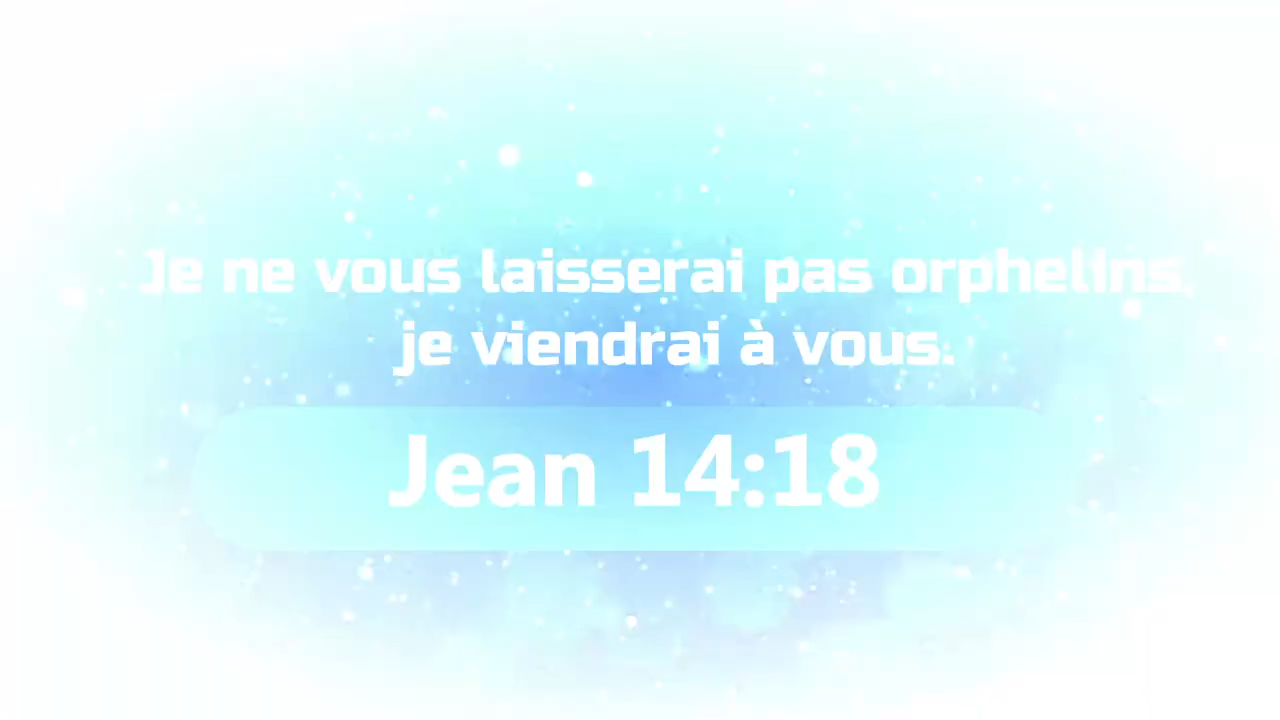 Je ne vous laisserai pas orphelins,
je viendrai à vous.
Jean 14:18